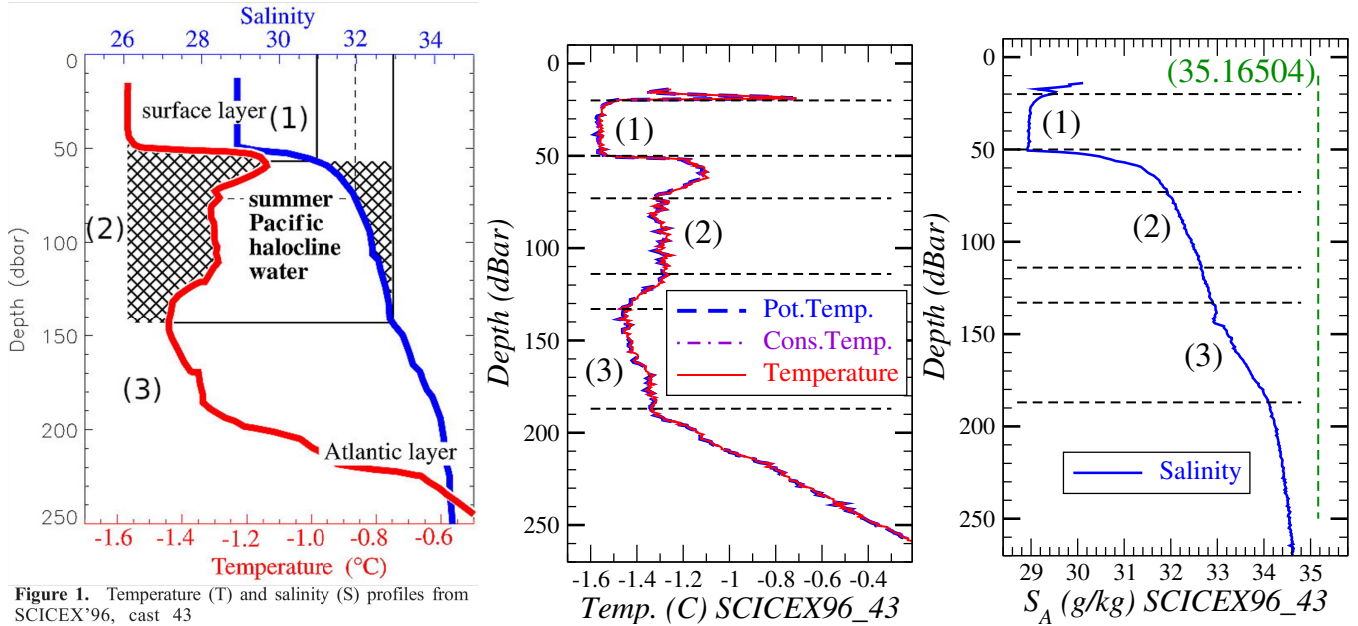 Salinity
26 28 30 32 34
0
50
100
150
200
250
Depth (dbar)
surface layer
(1)
(2)
summer
Pacific
halocline
water
(3)
Atlantic layer
-1.6 -1.4 -1.2 -1.0 -0.8 -0.6
Temperature (°C)
Figure 1. Temperature (T) and salinity (S) profiles from
SCICEX'96, cast 43
0
50
100
150
200
250
Depth (dBar)
(1)
(2)
(3)
Pot.Temp.
Cons.Temp.
Temperature
-1.6 -1.4 -1.2 -1 -0.8 -0.6 -0.4
Temp. (C) SCICEX96_43
0
50
100
150
200
250
Depth (dBar)
(35.16504)
(1)
(2)
(3)
Salinity
29 30 31 32 33 34 35
S_A (g/kg) SCICEX96_43